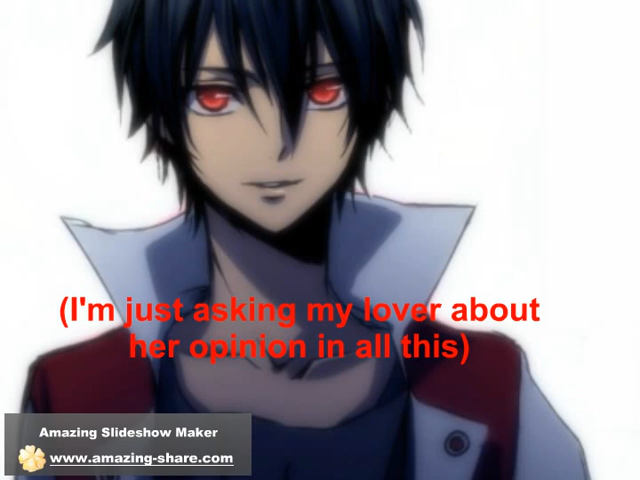 (I'm just asking my lover about
her opinion in all this)
Amazing Slideshow Maker
www.amazing-share.com